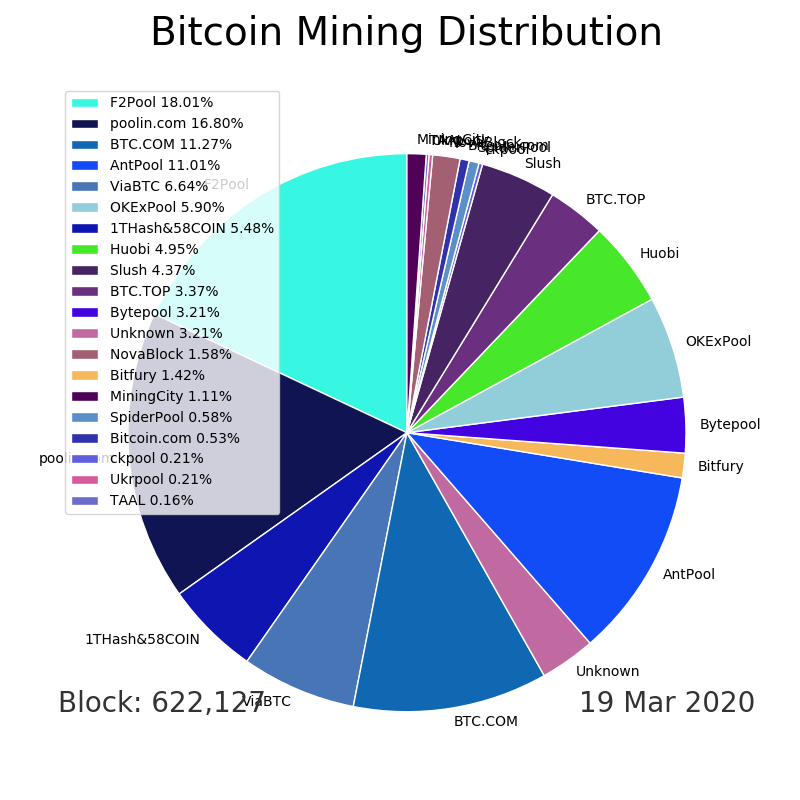 Bitcoin Mining Distribution
F2Pool 18.01%
poolin.com 16.80%
BTC.COM 11.27%
AntPool 11.01%
ViaBTC 6.64%
OKExPool 5.90%
1THash&58COIN 5.48%
Huobi 4.95%
Slush 4.37%
BTC.TOP 3.37%
Bytepool 3.21%
Unknown 3.21%
NovaBlock 1.58%
Bitfury 1.42%
MiningCity 1.11%
SpiderPool 0.58%
Bitcoin.com 0.53%
ckpool 0.21%
Ukrpool 0.21%
TAAL 0.16%
F2Pool
MiningCity
Slush
BTC.TOP
Huobi
OKExPool
Bytepool
Bitfury
AntPool
Unknown
BTC.COM
ViaBTC
1THash&58COIN
poolin.com
Block: 622,127
19 Mar 2020